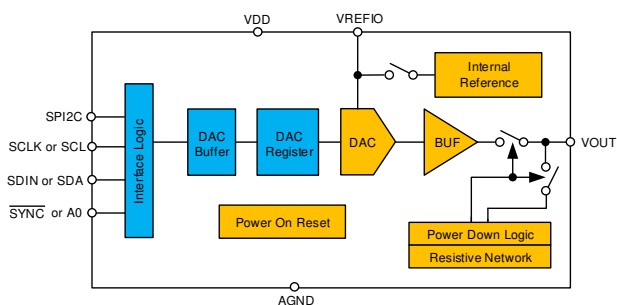 VDD
VREFIO
Internal
Reference
SPI2C
SCLK or SCL
SDIN or SDA
SYNC or A0
Interface Logic
DAC
Buffer
DAC
Register
DAC
BUF
VOUT
Power On Reset
Power Down Logic
Resistive Network
AGND